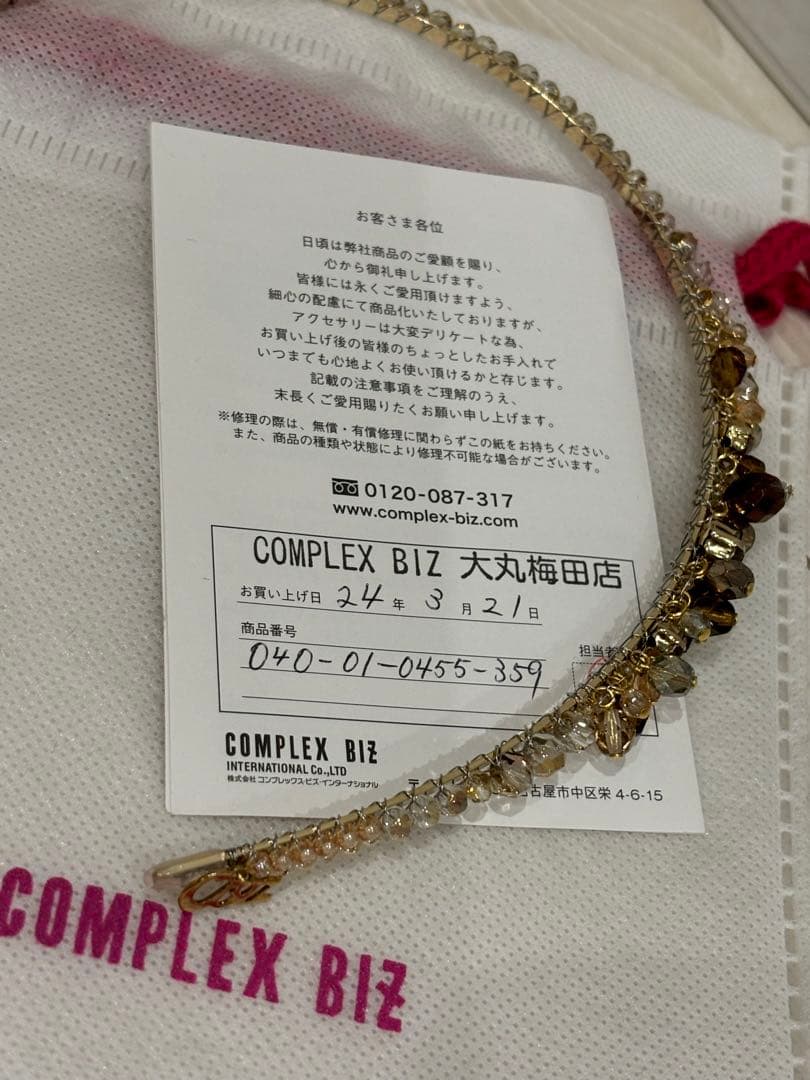 お客さま各位
日頃は弊社商品のご愛顧を賜り、
心から御礼申し上げます。
皆様には永くご愛用頂けますよう、
細心の配慮にて商品化いたしておりますが、
アクセサリーは大変デリケートな為、
お買い上げ後の皆様のちょっとしたお手入れで
いつまでも心地よくお使い頂けるかと存じます。
記載の注意事項をご理解のうえ、
末長くご愛用賜りたくお願い申し上げます。
※修理の際は、無償・有償修理に関わらずこの紙をお持ちください。
また、商品の種類や状態により修理不可能な場合がございます。
0120-087-317
www.complex-biz.com
COMPLEX BIZ 大丸梅田店
お買い上げ日 24 年 3 月 21 日
商品番号 担当者
040-01-0455-359
COMPLEX BIZ
INTERNATIONAL Co.,LTD
株式会社 コンプレックス・ビズ・インターナショナル
〒 古屋市中区栄 4-6-15
COMPLEX BIZ